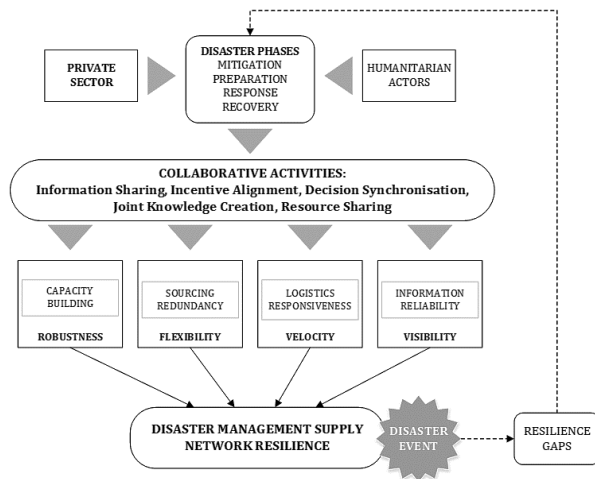 DISASTER PHASES
MITIGATION
PREPARATION
RESPONSE
RECOVERY
PRIVATE
SECTOR
HUMANITARIAN
ACTORS
COLLABORATIVE ACTIVITIES:
Information Sharing, Incentive Alignment, Decision Synchronisation,
Joint Knowledge Creation, Resource Sharing
CAPACITY
BUILDING
ROBUSTNESS
SOURCING
REDUNDANCY
FLEXIBILITY
LOGISTICS
RESPONSIVENESS
VELOCITY
INFORMATION
RELIABILITY
VISIBILITY
DISASTER MANAGEMENT SUPPLY
NETWORK RESILIENCE
DISASTER
EVENT
RESILIENCE
GAPS